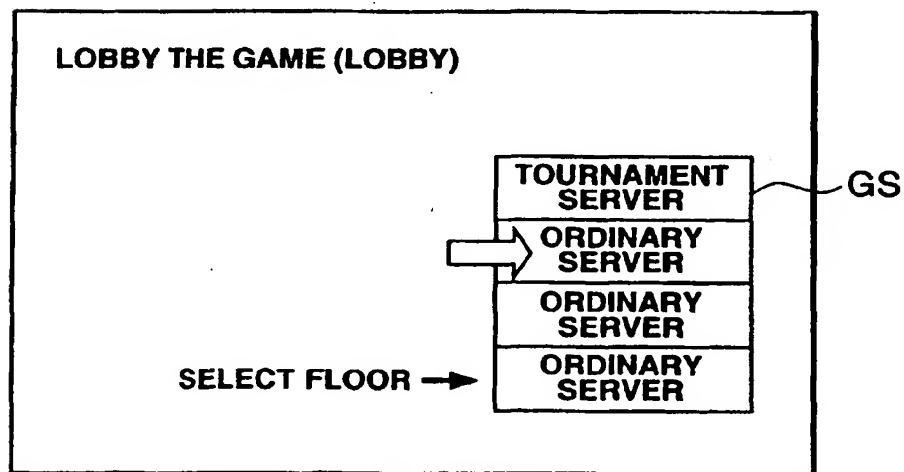 LOBBY THE GAME (LOBBY)
TOURNAMENT
SERVER
GS
ORDINARY
SERVER
ORDINARY
SERVER
SELECT FLOOR
ORDINARY
SERVER